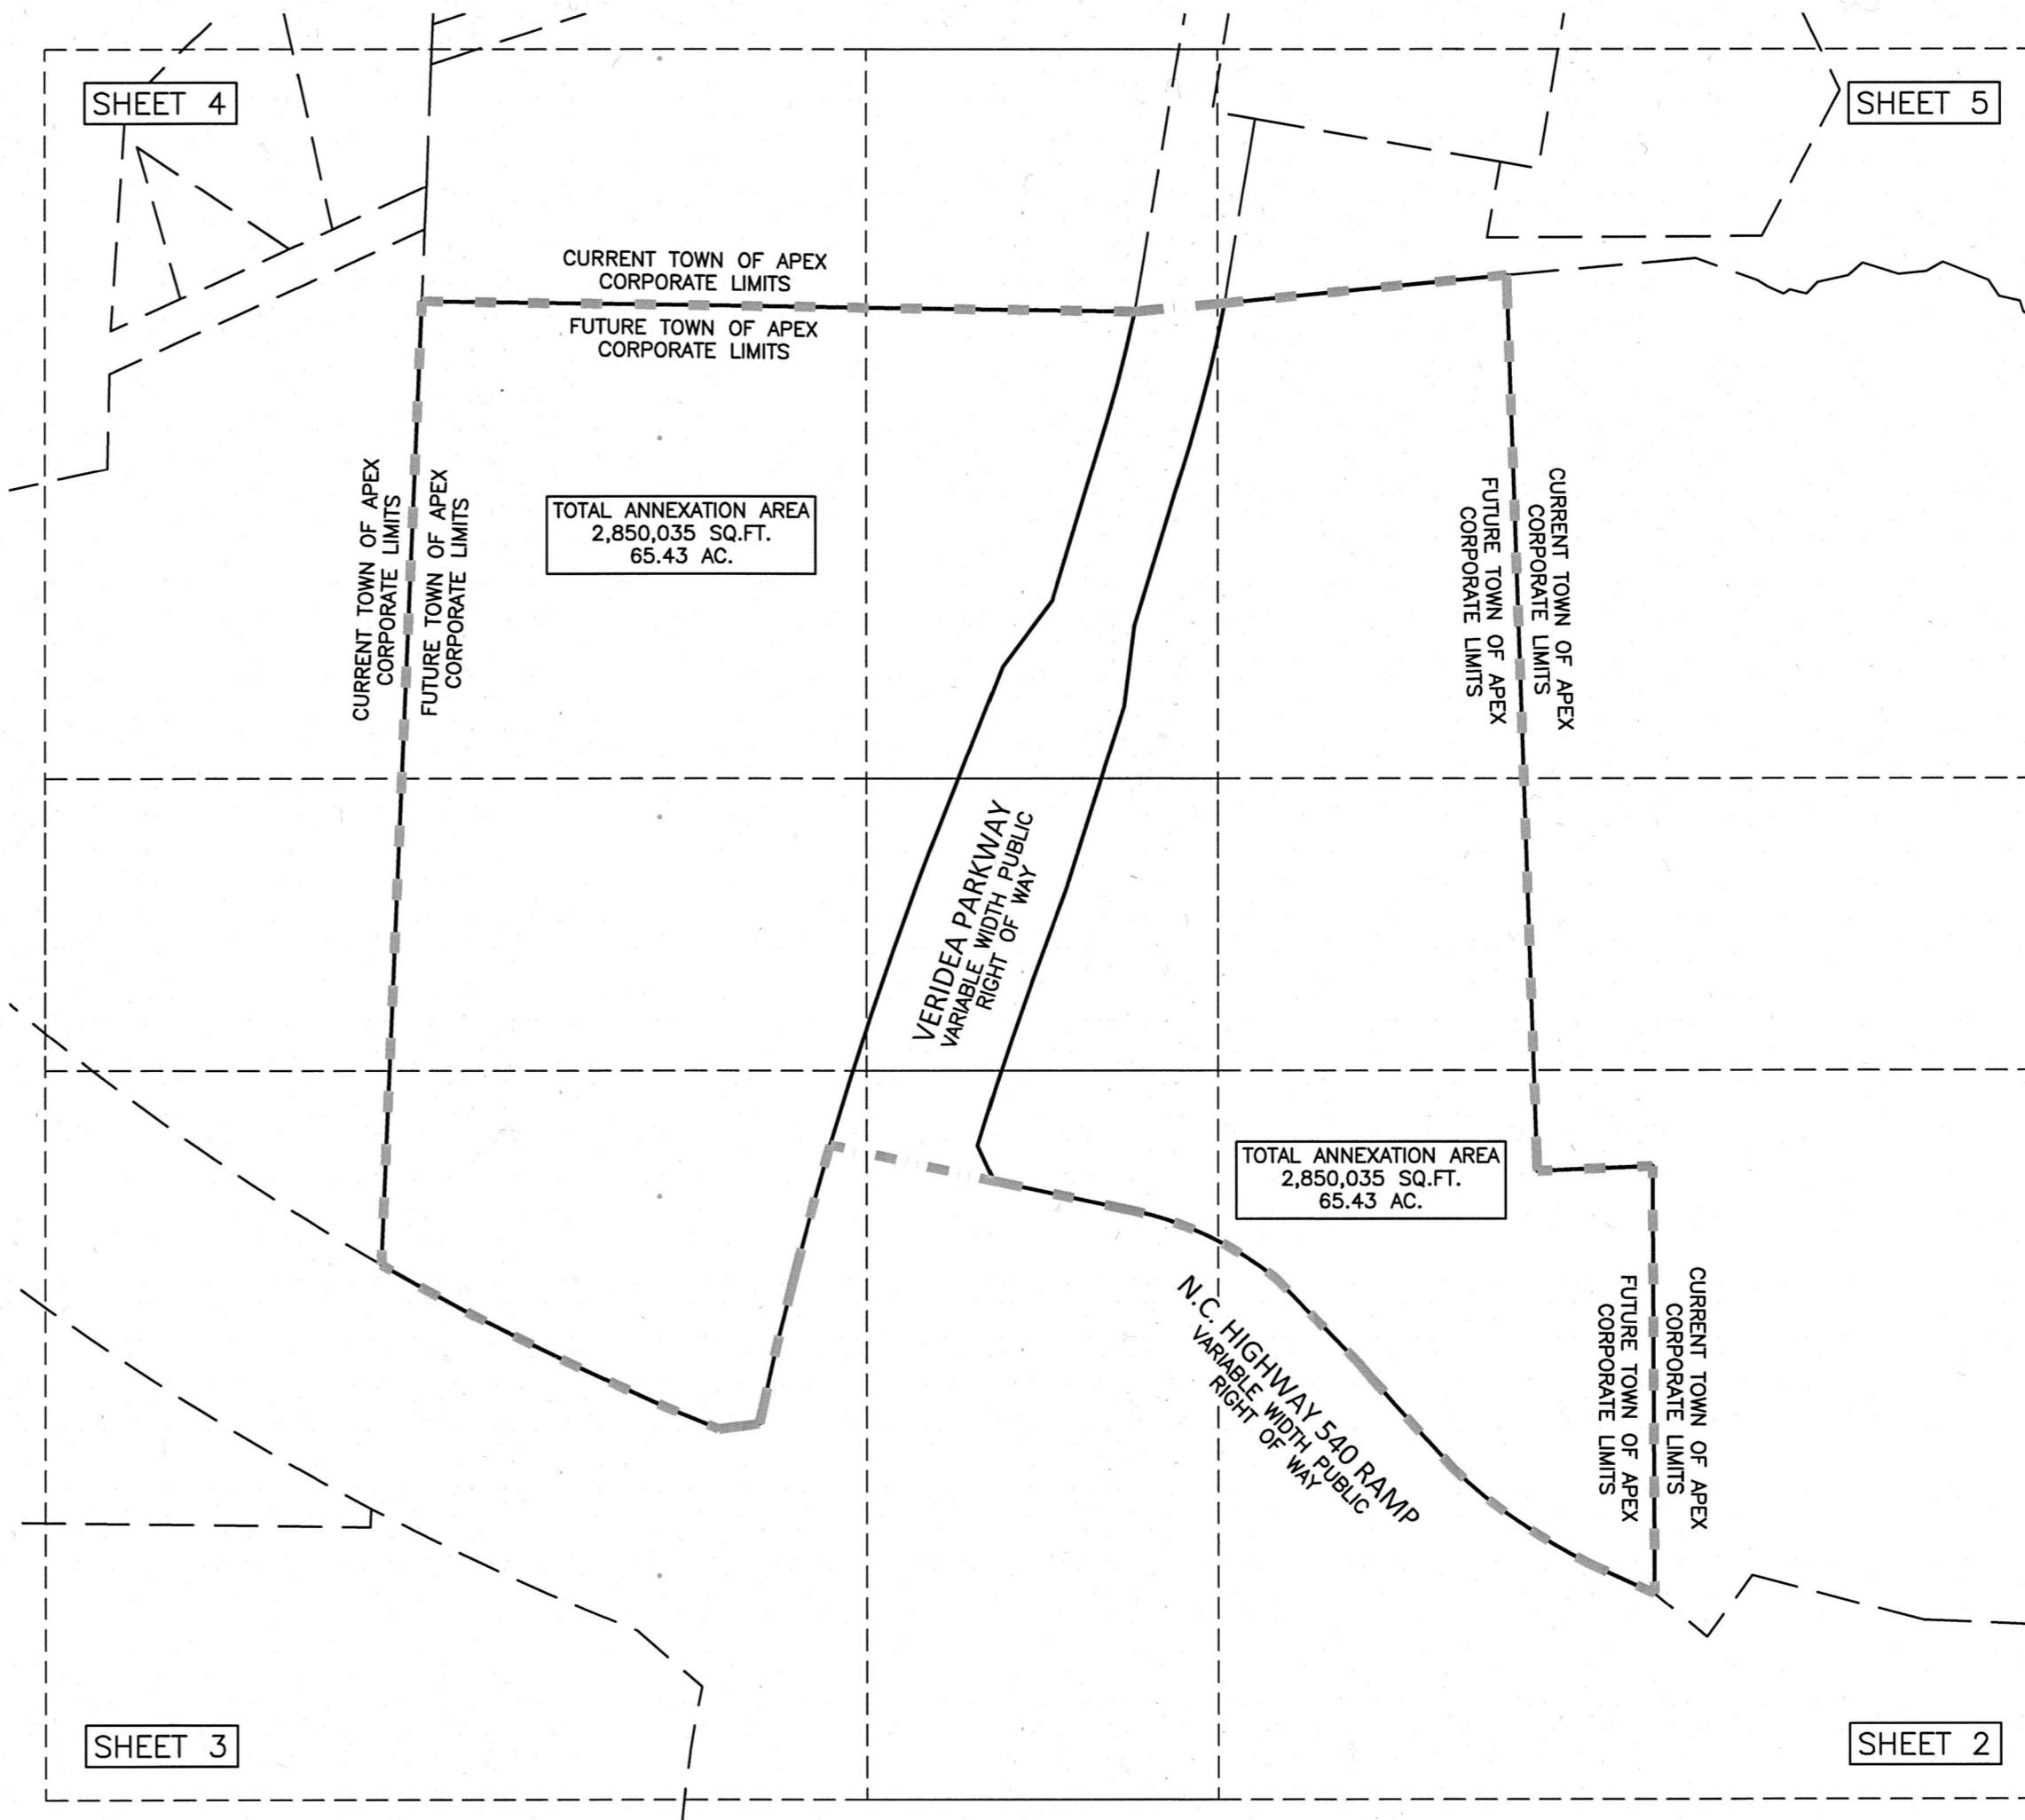 SHEET 4
SHEET 5
CURRENT TOWN OF APEX
CORPORATE LIMITS
FUTURE TOWN OF APEX
CORPORATE LIMITS
CURRENT TOWN OF APEX
CORPORATE LIMITS
FUTURE TOWN OF APEX
CORPORATE LIMITS
TOTAL ANNEXATION AREA
2,850,035 SQ.FT.
65.43 AC.
CURRENT TOWN OF APEX
CORPORATE LIMITS
FUTURE TOWN OF APEX
CORPORATE LIMITS
VERIDEA PARKWAY
VARIABLE WIDTH PUBLIC
RIGHT OF WAY
TOTAL ANNEXATION AREA
2,850,035 SQ.FT.
65.43 AC.
N.C. HIGHWAY 540 RAMP
VARIABLE WIDTH PUBLIC
RIGHT OF WAY
CURRENT TOWN OF APEX
CORPORATE LIMITS
FUTURE TOWN OF APEX
CORPORATE LIMITS
SHEET 3
SHEET 2